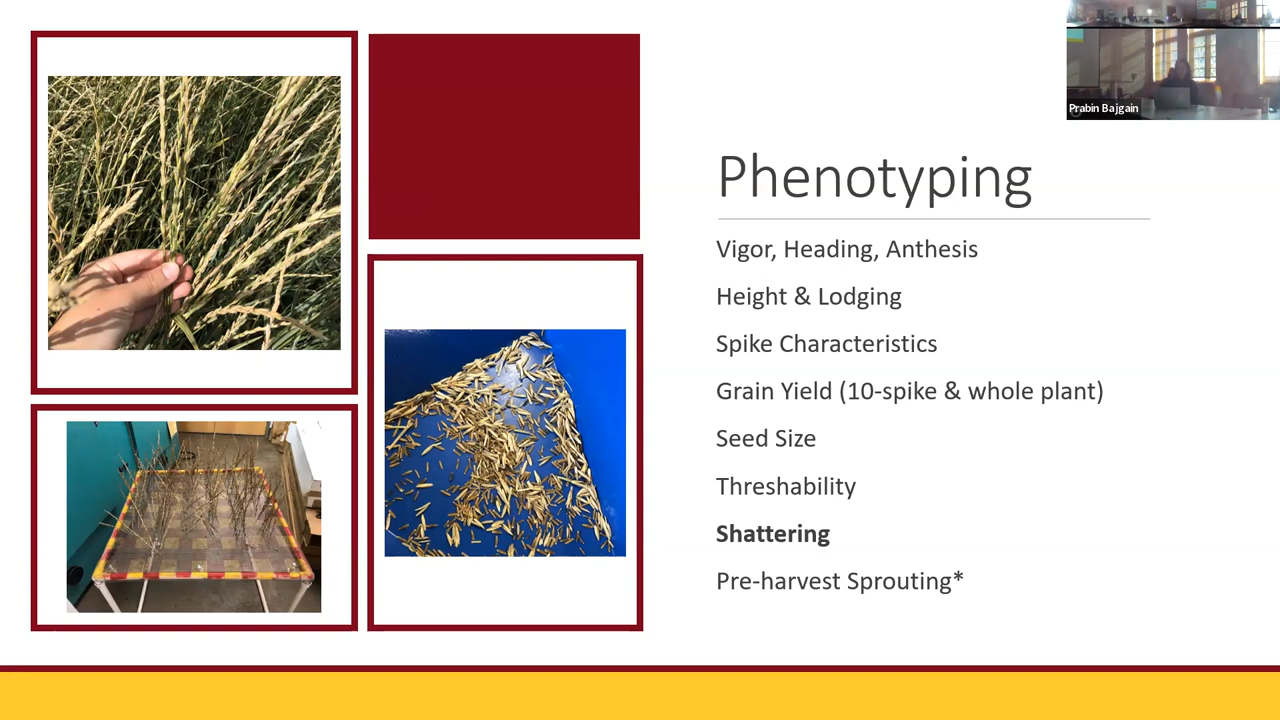 Prabin Bajgain
Phenotyping
Vigor, Heading, Anthesis
Height & Lodging
Spike Characteristics
Grain Yield (10-spike & whole plant)
Seed Size
Threshability
Shattering
Pre-harvest Sprouting*